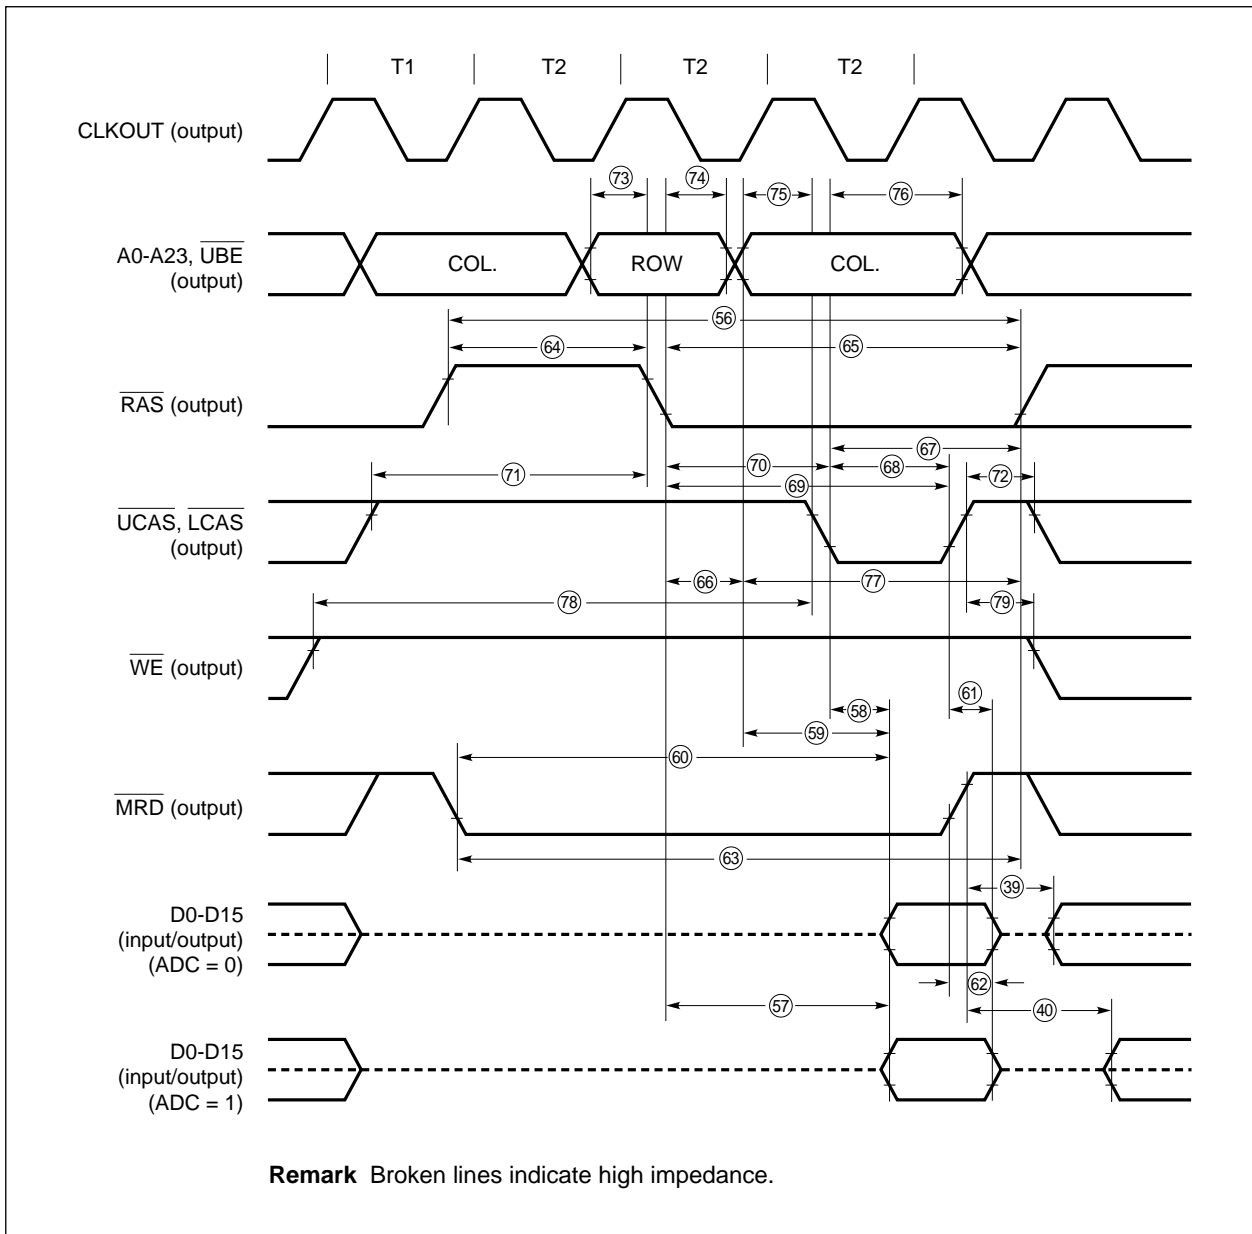 T1 T2 T2 T2
CLKOUT (output)
73 74 75 76
A0-A23, UBE
(output)
COL. ROW COL.
56
64 65
RAS (output)
67
70 68
71 69 72
UCAS, LCAS
(output)
66 77
78 79
WE (output)
61
58
59
60
MRD (output)
63
39
D0-D15
(input/output)
(ADC = 0)
62
57 40
D0-D15
(input/output)
(ADC = 1)
Remark Broken lines indicate high impedance.